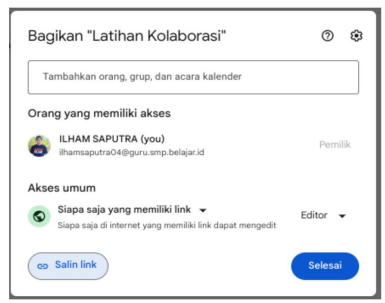 Bagikan "Latihan Kolaborasi"
Tambahkan orang, grup, dan acara kalender
Orang yang memiliki akses
ILHAM SAPUTRA (you)
ilhamsaputra04@guru.smp.belajar.id
Pemilik
Akses umum
Siapa saja yang memiliki link
Siapa saja di internet yang memiliki link dapat mengedit
Editor
Salin link
Selesai